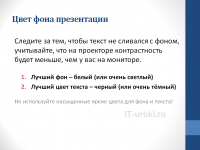 Цвет фона презентации
Следите за тем, чтобы текст не сливался с фоном,
учитывайте, что на проекторе контрастность
будет меньше, чем у вас на мониторе.
1. Лучший фон – белый (или очень светлый)
2. Лучший цвет текста – черный (или очень тёмный)
Не используйте насыщенные яркие цвета для фона и текста!
IT-uroki.ru